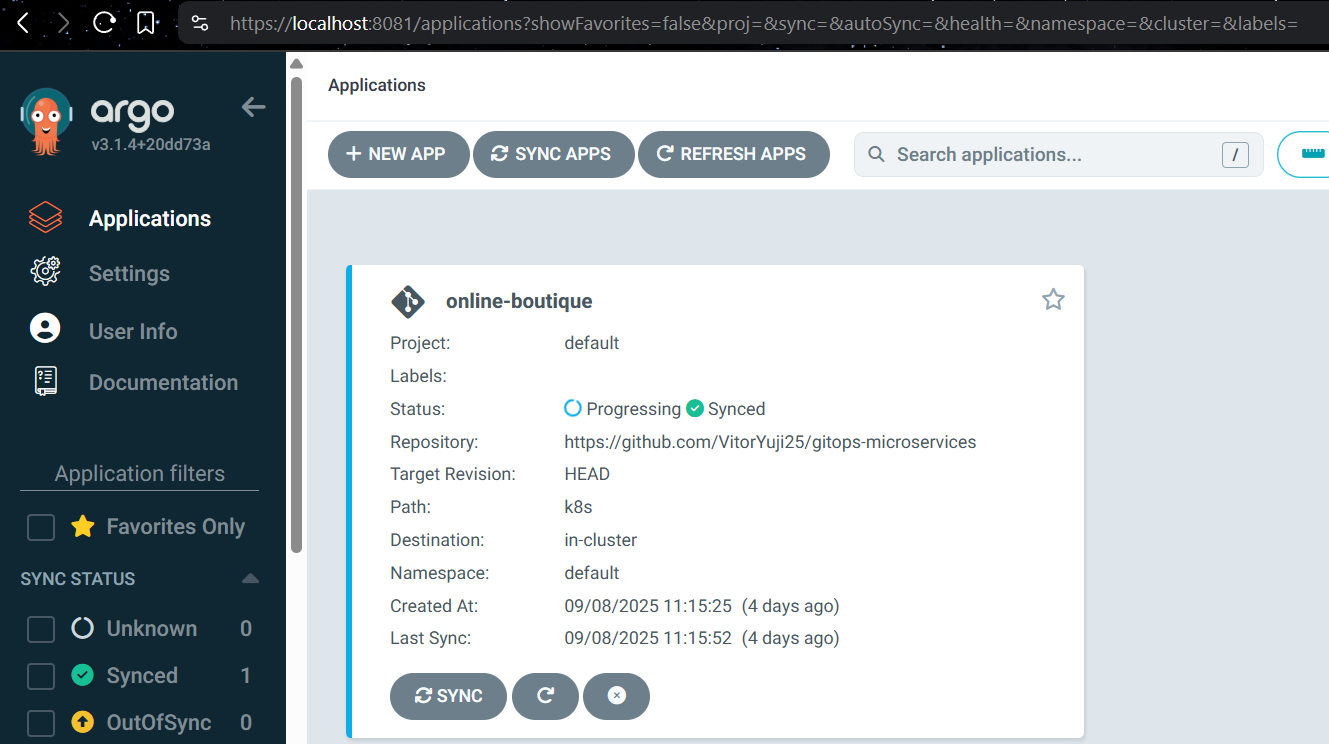 https://localhost:8081/applications?showFavorites=false&proj=&sync=&autoSync=&health=&namespace=&cluster=&labels=
argo
v3.1.4+20dd73a
Applications
Settings
User Info
Documentation
Application filters
Favorites Only
SYNC STATUS
Unknown 0
Synced 1
OutOfSync 0
Applications
+ NEW APP SYNC APPS REFRESH APPS Search applications... /
online-boutique
Project: default
Labels:
Status: Progressing Synced
Repository: https://github.com/VitorYuji25/gitops-microservices
Target Revision: HEAD
Path: k8s
Destination: in-cluster
Namespace: default
Created At: 09/08/2025 11:15:25 (4 days ago)
Last Sync: 09/08/2025 11:15:52 (4 days ago)
SYNC